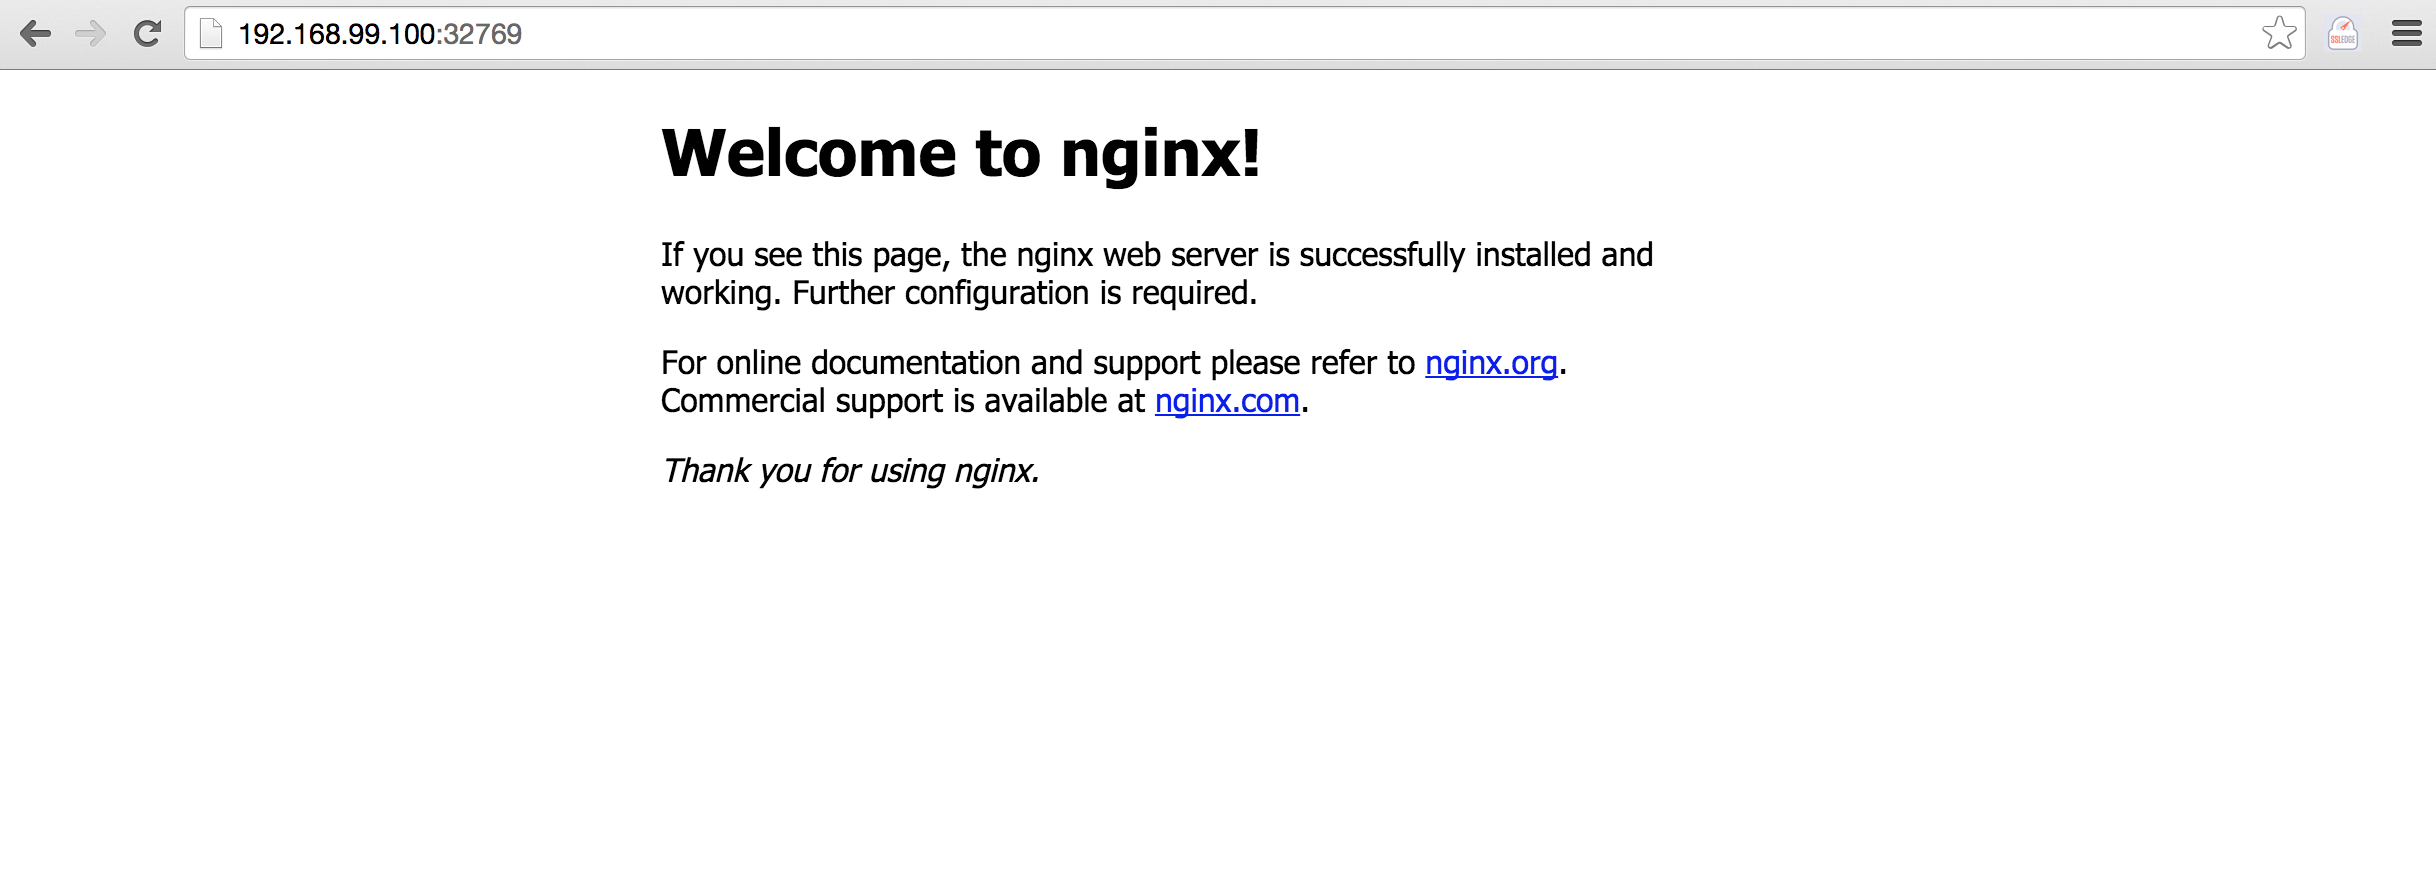 192.168.99.100:32769
SSLEDGE
Welcome to nginx!
If you see this page, the nginx web server is successfully installed and
working. Further configuration is required.
For online documentation and support please refer to nginx.org.
Commercial support is available at nginx.com.
Thank you for using nginx.